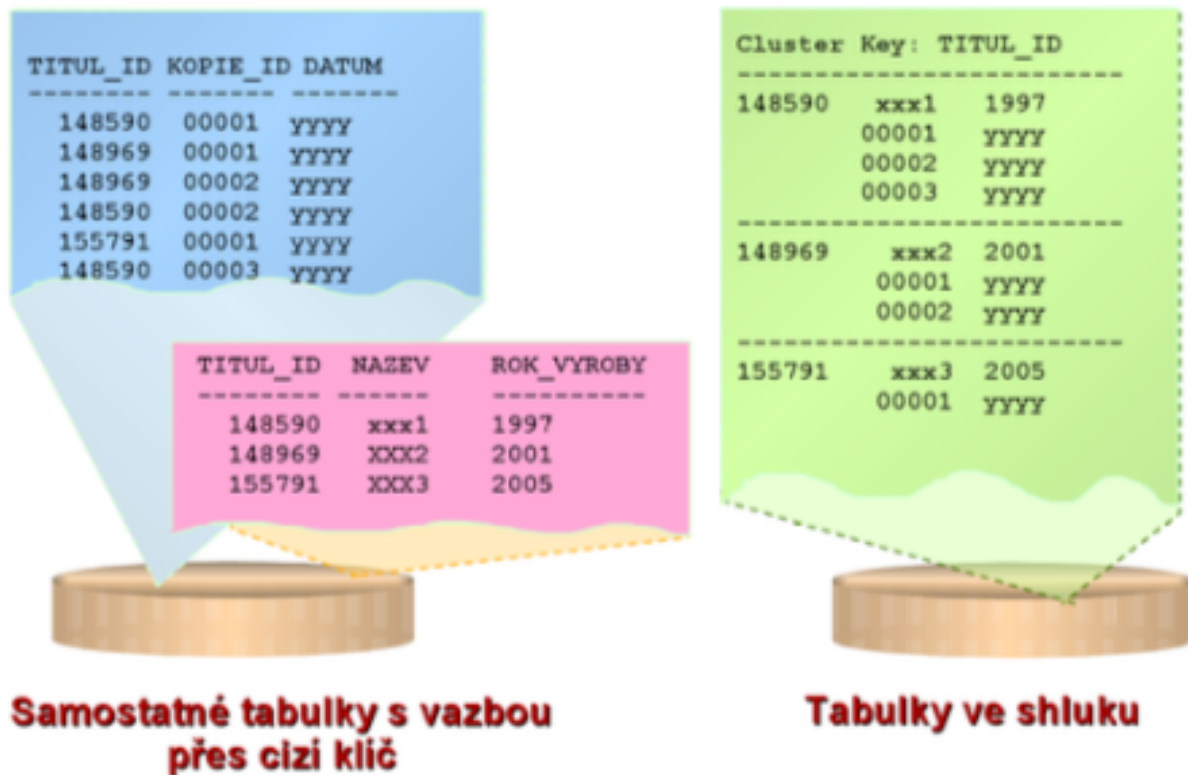 TITUL_ID KOPIE_ID DATUM
-------- ------- -------
148590 00001 yyyy
148969 00001 yyyy
148969 00002 yyyy
148590 00002 yyyy
155791 00001 yyyy
148590 00003 yyyy
TITUL_ID NAZEV ROK_VYROBY
-------- ------ ----------
148590 xxx1 1997
148969 XXX2 2001
155791 XXX3 2005
Samostatné tabulky s vazbou
přes cizi klič
Cluster Key: TITUL_ID
-------------------------
148590 xxx1 1997
00001 yyyy
00002 yyyy
00003 yyyy
-------------------------
148969 xxx2 2001
00001 yyyy
00002 yyyy
-------------------------
155791 xxx3 2005
00001 yyyy
Tabulky ve shluku